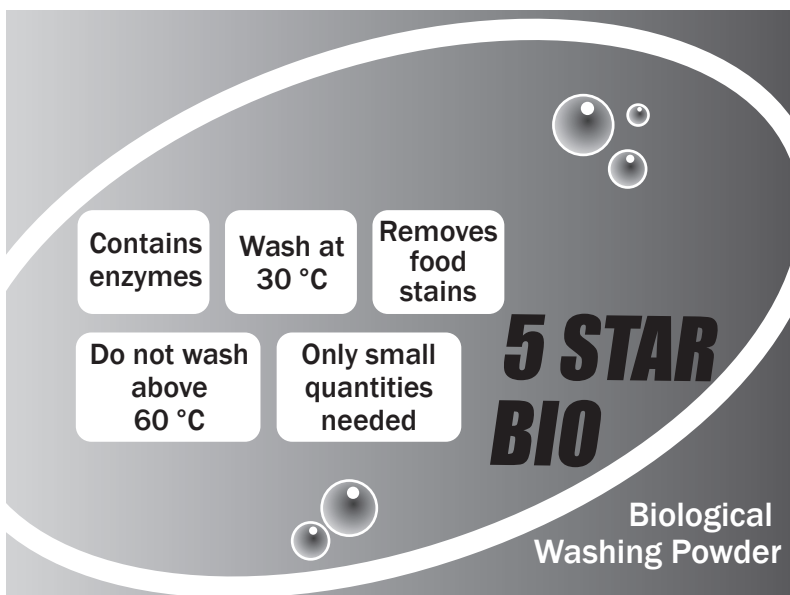 Contains
enzymes
Wash at
30 °C
Removes
food
stains
Do not wash
above
60 °C
Only small
quantities
needed
5 STAR
BIO
Biological
Washing Powder